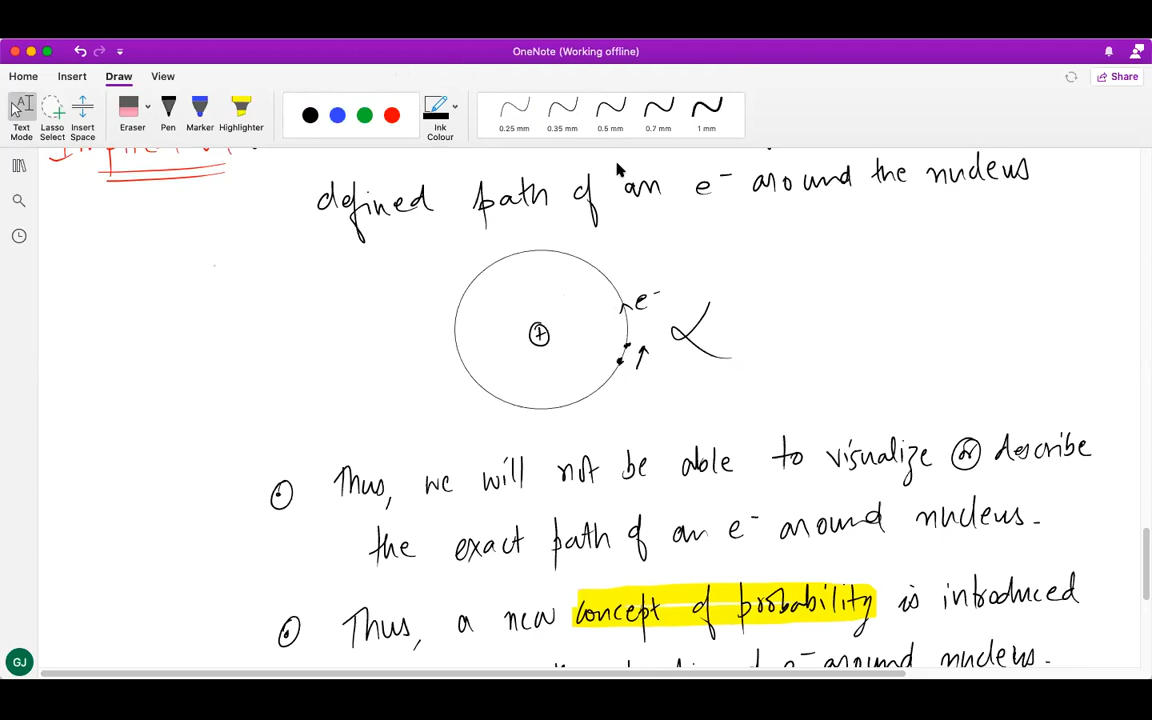 OneNote (Working offline)
Home Insert Draw View
Share
Text Mode
Lasso Select
Insert Space
Eraser
Pen
Marker
Highlighter
Ink Colour
0.25 mm 0.35 mm 0.5 mm 0.7 mm 1 mm
defined path of an e⁻ around the nucleus
e⁻
+
Thus, we will not be able to visualize or describe
the exact path of an e⁻ around nucleus.
Thus, a new concept of probability is introduced
e⁻ around nucleus.
GJ